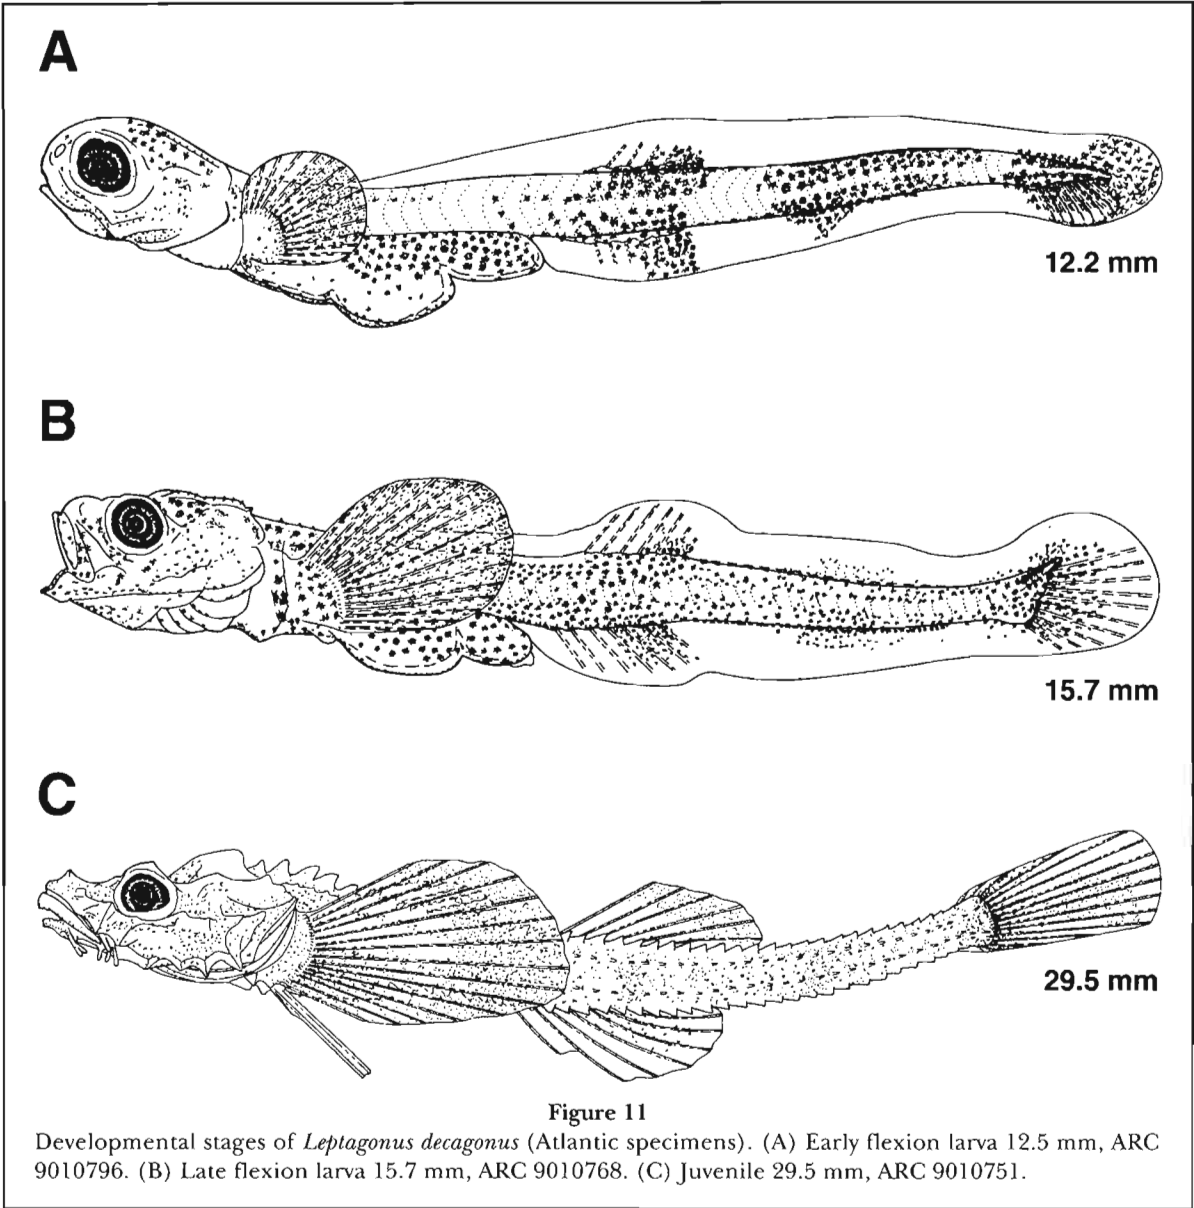 A
12.2 mm
B
15.7 mm
C
29.5 mm
Figure 11
Developmental stages of Leptagonus decagonus (Atlantic specimens). (A) Early flexion larva 12.5 mm, ARC
9010796. (B) Late flexion larva 15.7 mm, ARC 9010768. (C) Juvenile 29.5 mm, ARC 9010751.